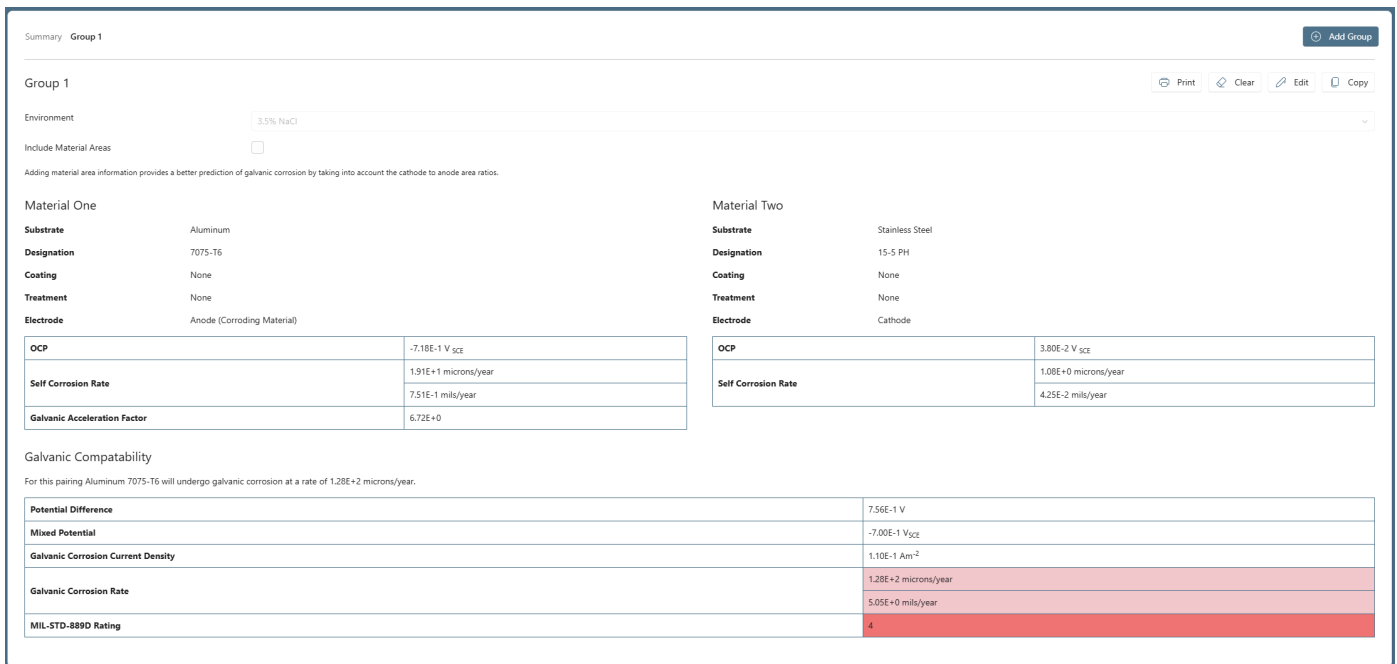 Summary Group 1
Add Group
Group 1
Print Clear Edit Copy
Environment 3.5% NaCl
Include Material Areas
Adding material area information provides a better prediction of galvanic corrosion by taking into account the cathode to anode area ratios.
Material One
Substrate Aluminum
Designation 7075-T6
Coating None
Treatment None
Electrode Anode (Corroding Material)
OCP -7.18E-1 V SCE
Self Corrosion Rate 1.91E+1 microns/year
7.51E-1 mils/year
Galvanic Acceleration Factor 6.72E+0
Material Two
Substrate Stainless Steel
Designation 15-5 PH
Coating None
Treatment None
Electrode Cathode
OCP 3.80E-2 V SCE
Self Corrosion Rate 1.08E+0 microns/year
4.25E-2 mils/year
Galvanic Compatability
For this pairing Aluminum 7075-T6 will undergo galvanic corrosion at a rate of 1.28E+2 microns/year.
Potential Difference 7.56E-1 V
Mixed Potential -7.00E-1 VSCE
Galvanic Corrosion Current Density 1.10E-1 Am-2
Galvanic Corrosion Rate 1.28E+2 microns/year
5.05E+0 mils/year
MIL-STD-889D Rating 4